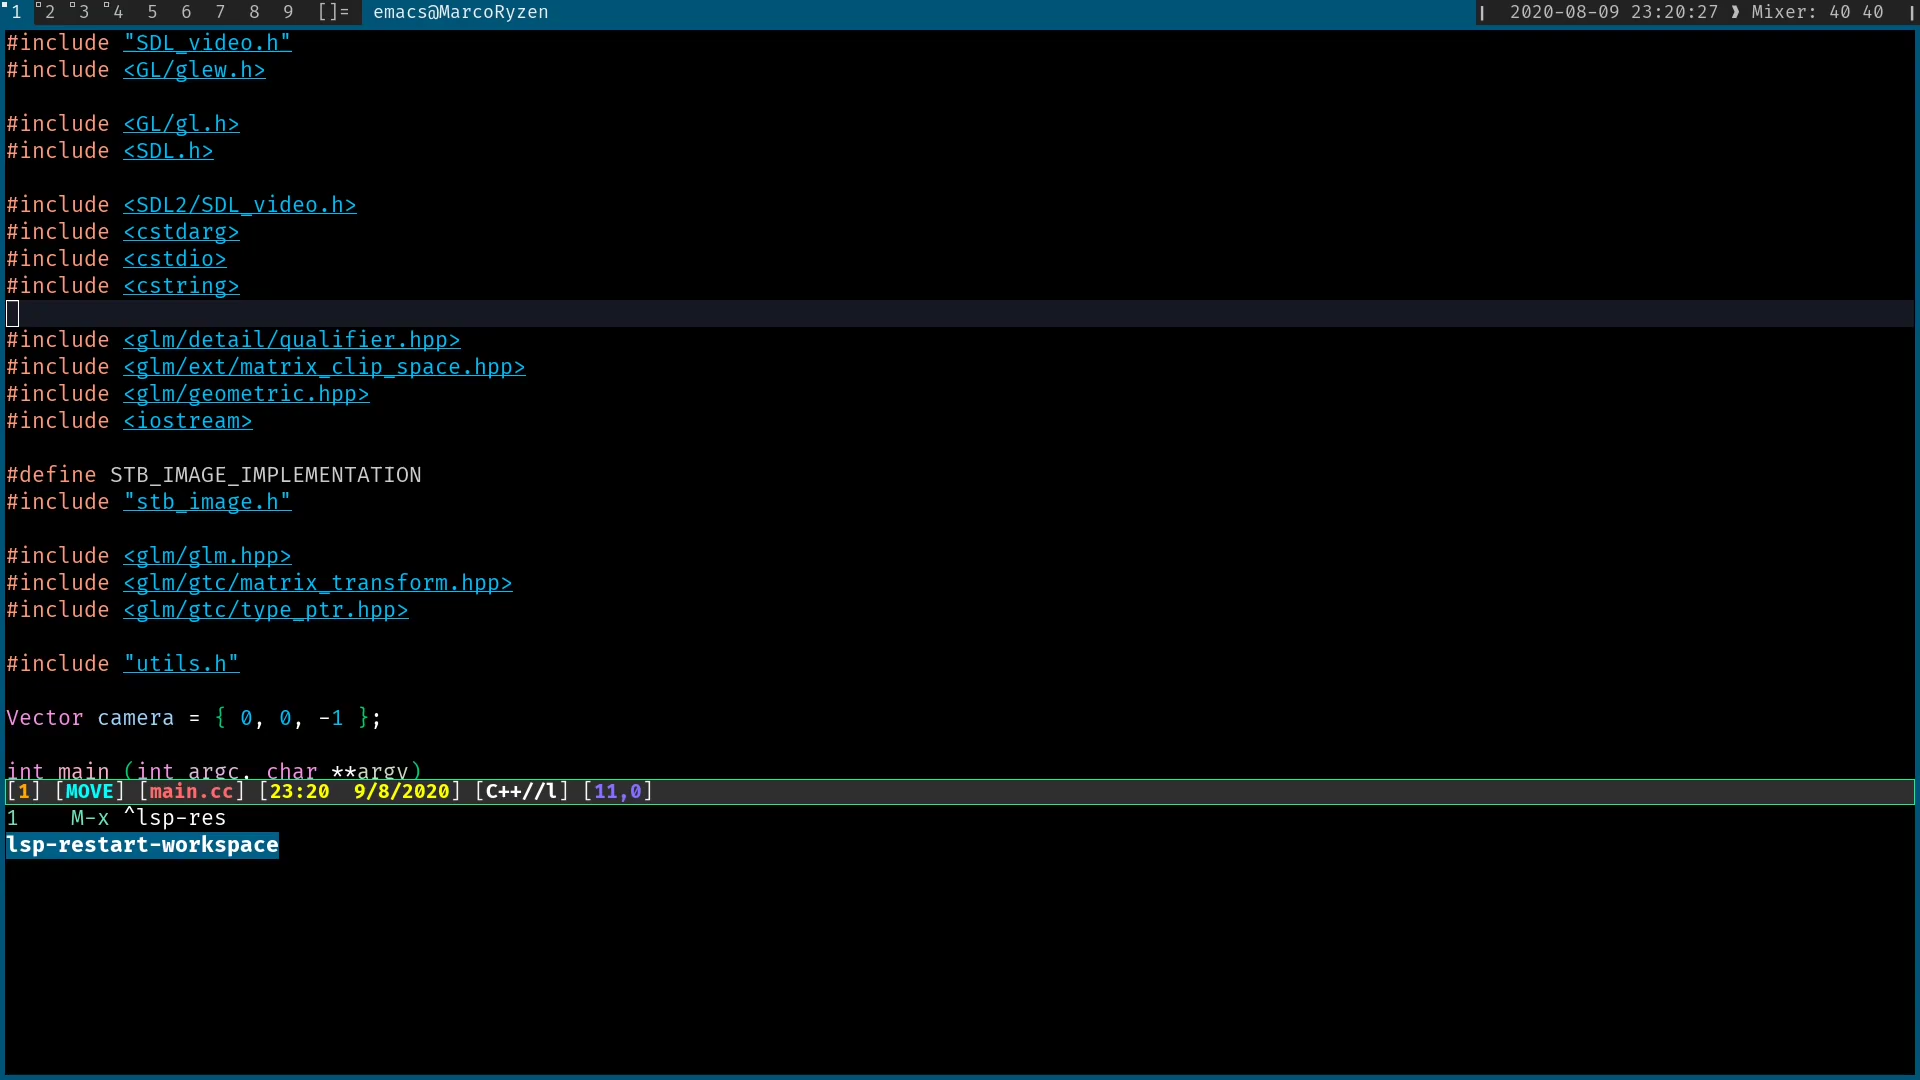 1 2 3 4 5 6 7 8 9 []= emacs@MarcoRyzen | 2020-08-09 23:20:27 ❱ Mixer: 40 40 |
#include "SDL_video.h"
#include <GL/glew.h>
#include <GL/gl.h>
#include <SDL.h>
#include <SDL2/SDL_video.h>
#include <cstdarg>
#include <cstdio>
#include <cstring>
#include <glm/detail/qualifier.hpp>
#include <glm/ext/matrix_clip_space.hpp>
#include <glm/geometric.hpp>
#include <iostream>
#define STB_IMAGE_IMPLEMENTATION
#include "stb_image.h"
#include <glm/glm.hpp>
#include <glm/gtc/matrix_transform.hpp>
#include <glm/gtc/type_ptr.hpp>
#include "utils.h"
Vector camera = { 0, 0, -1 };
int main (int argc, char **argv)
[1] [MOVE] [main.cc] [23:20  9/8/2020] [C++//l] [11,0]
1    M-x ^lsp-res
lsp-restart-workspace